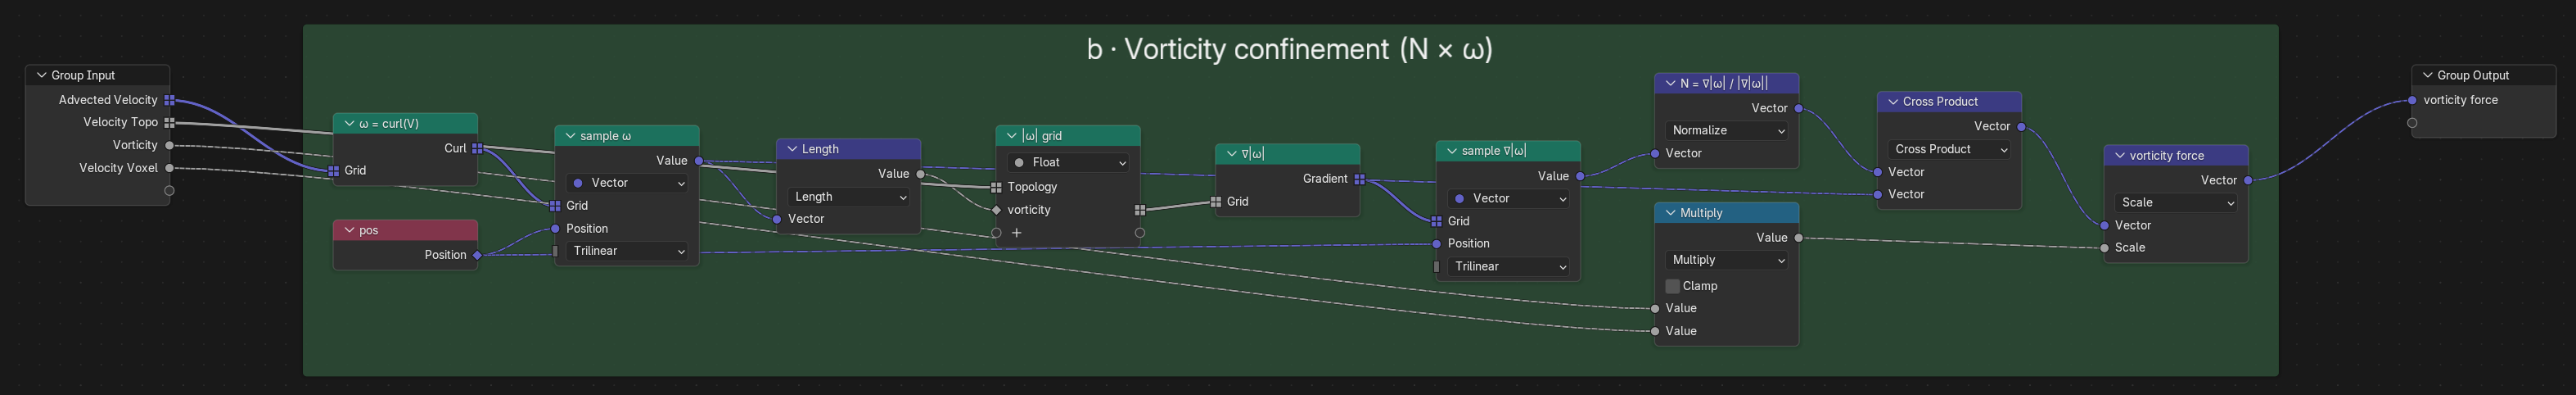 b · Vorticity confinement (N × ω)
Group Input
Advected Velocity
Velocity Topo
Vorticity
Velocity Voxel
ω = curl(V)
Curl
Grid
pos
Position
sample ω
Value
Vector
Grid
Position
Trilinear
Length
Value
Length
Vector
|ω| grid
Float
Topology
vorticity
+
∇|ω|
Gradient
Grid
sample ∇|ω|
Value
Vector
Grid
Position
Trilinear
N = ∇|ω| / |∇|ω||
Vector
Normalize
Vector
Multiply
Value
Multiply
Clamp
Value
Value
Cross Product
Vector
Cross Product
Vector
Vector
vorticity force
Vector
Scale
Vector
Scale
Group Output
vorticity force